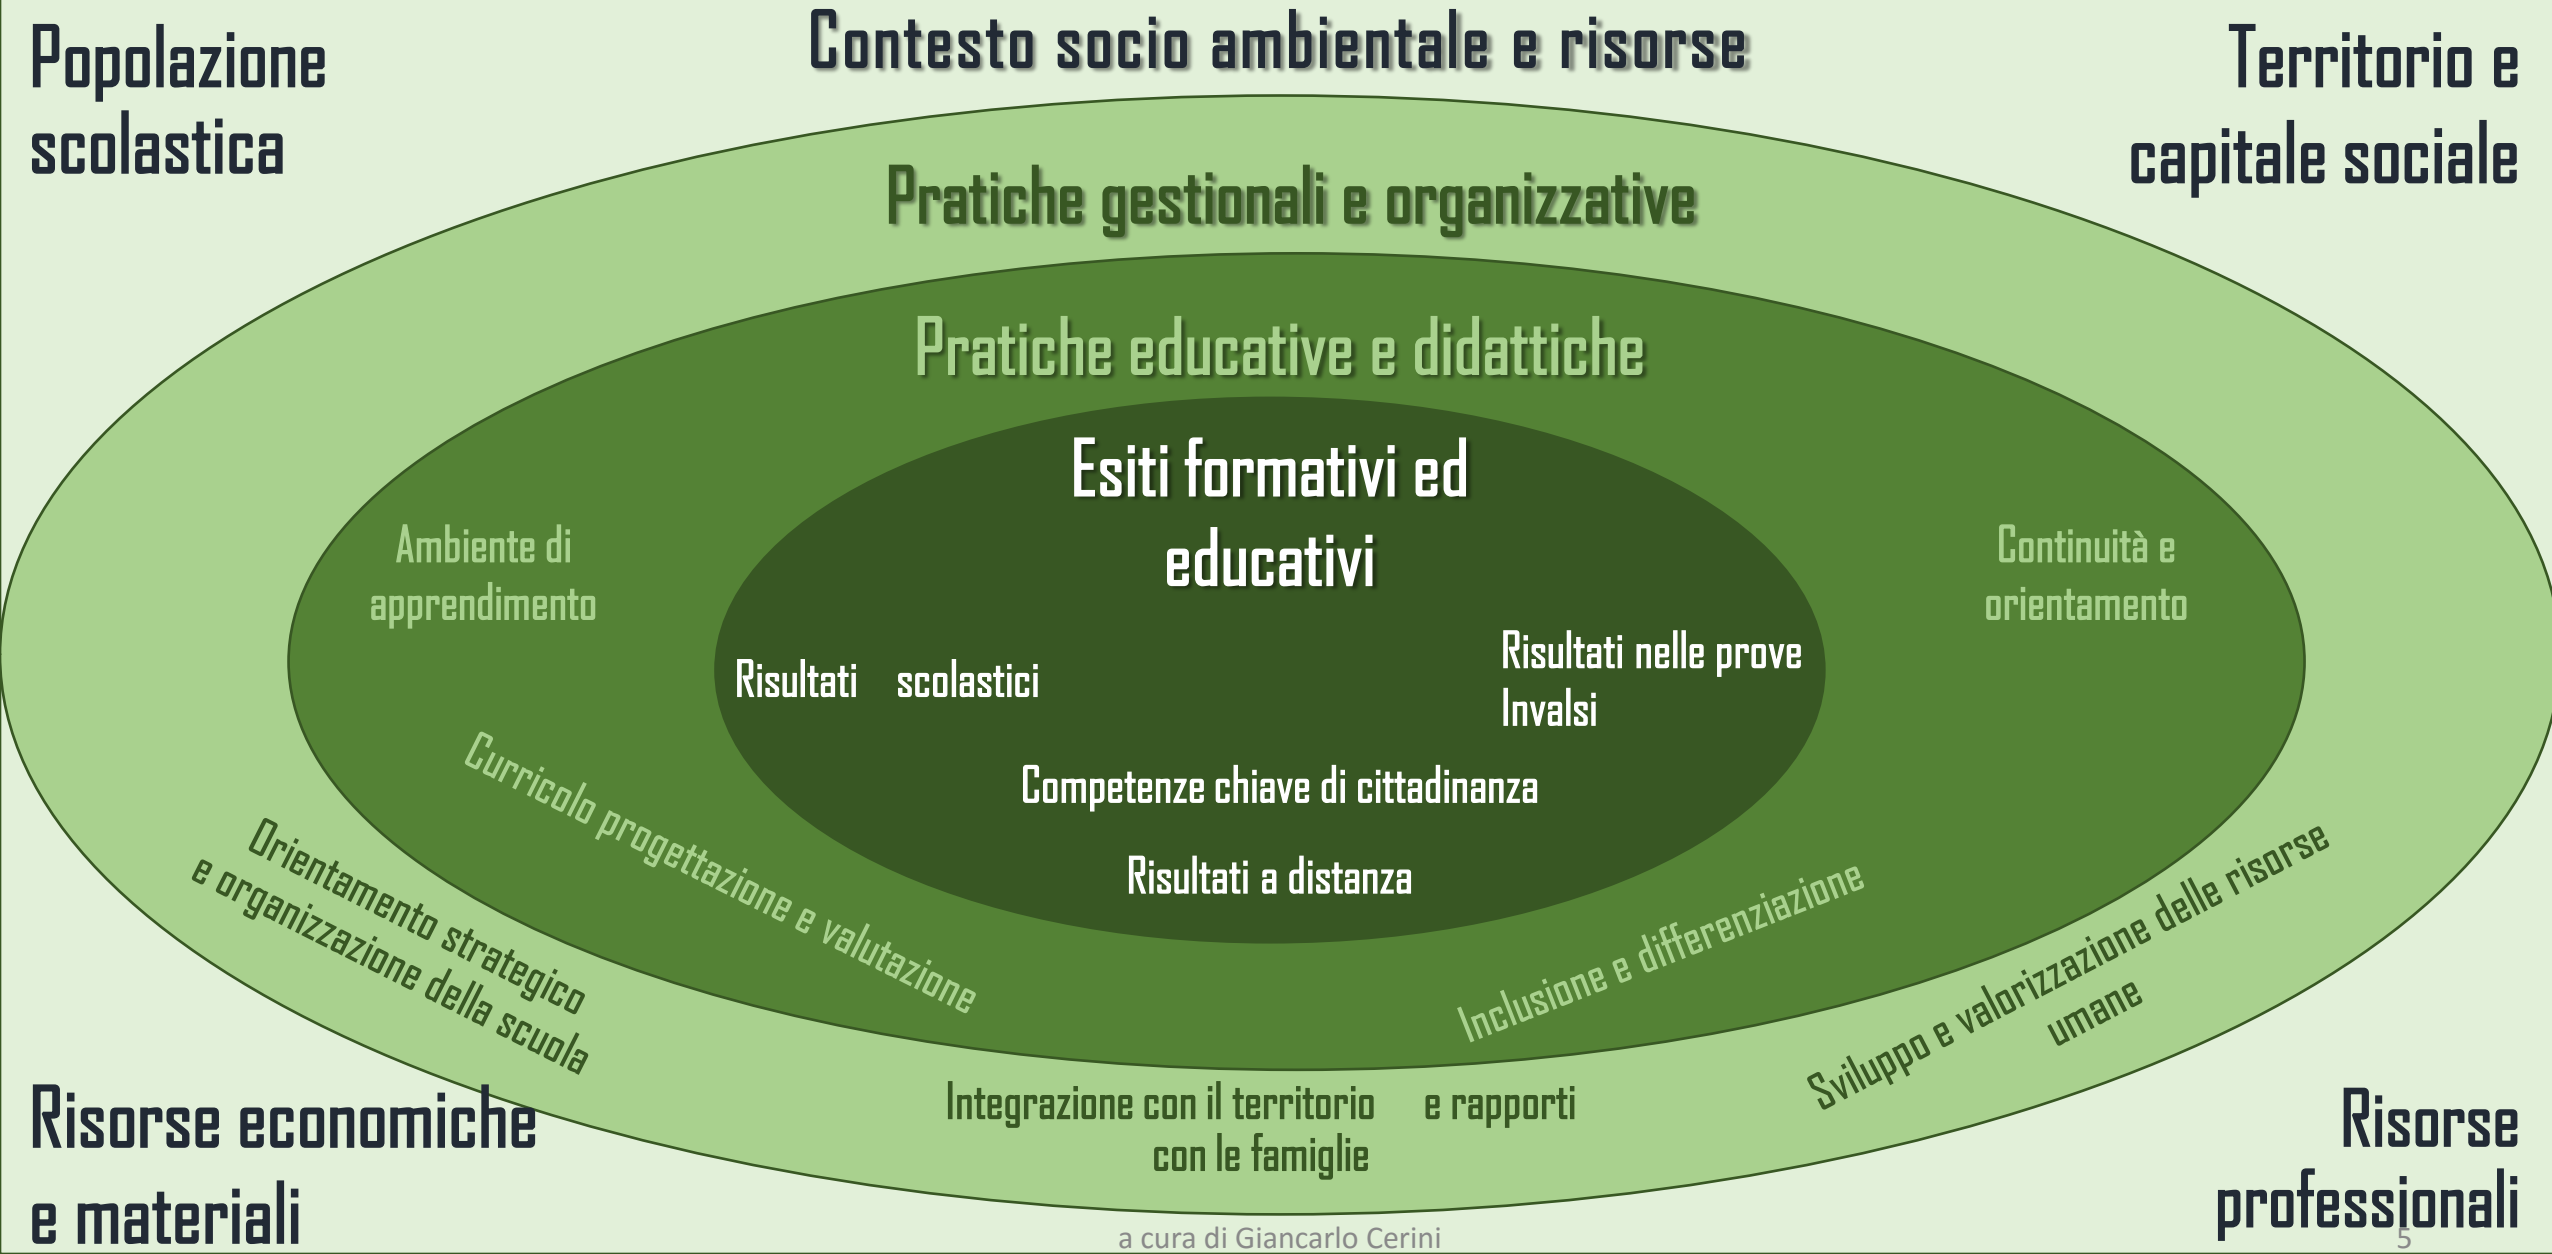 Contesto socio ambientale e risorse
Popolazione
scolastica
Territorio e
capitale sociale
Pratiche gestionali e organizzative
Pratiche educative e didattiche
Esiti formativi ed
educativi
Ambiente di
apprendimento
Continuità e
orientamento
Risultati scolastici
Risultati nelle prove
Invalsi
Competenze chiave di cittadinanza
Risultati a distanza
Curricolo progettazione e valutazione
Inclusione e differenziazione
Orientamento strategico
e organizzazione della scuola
Sviluppo e valorizzazione delle risorse
umane
Integrazione con il territorio e rapporti
con le famiglie
Risorse economiche
e materiali
Risorse
professionali
a cura di Giancarlo Cerini
5